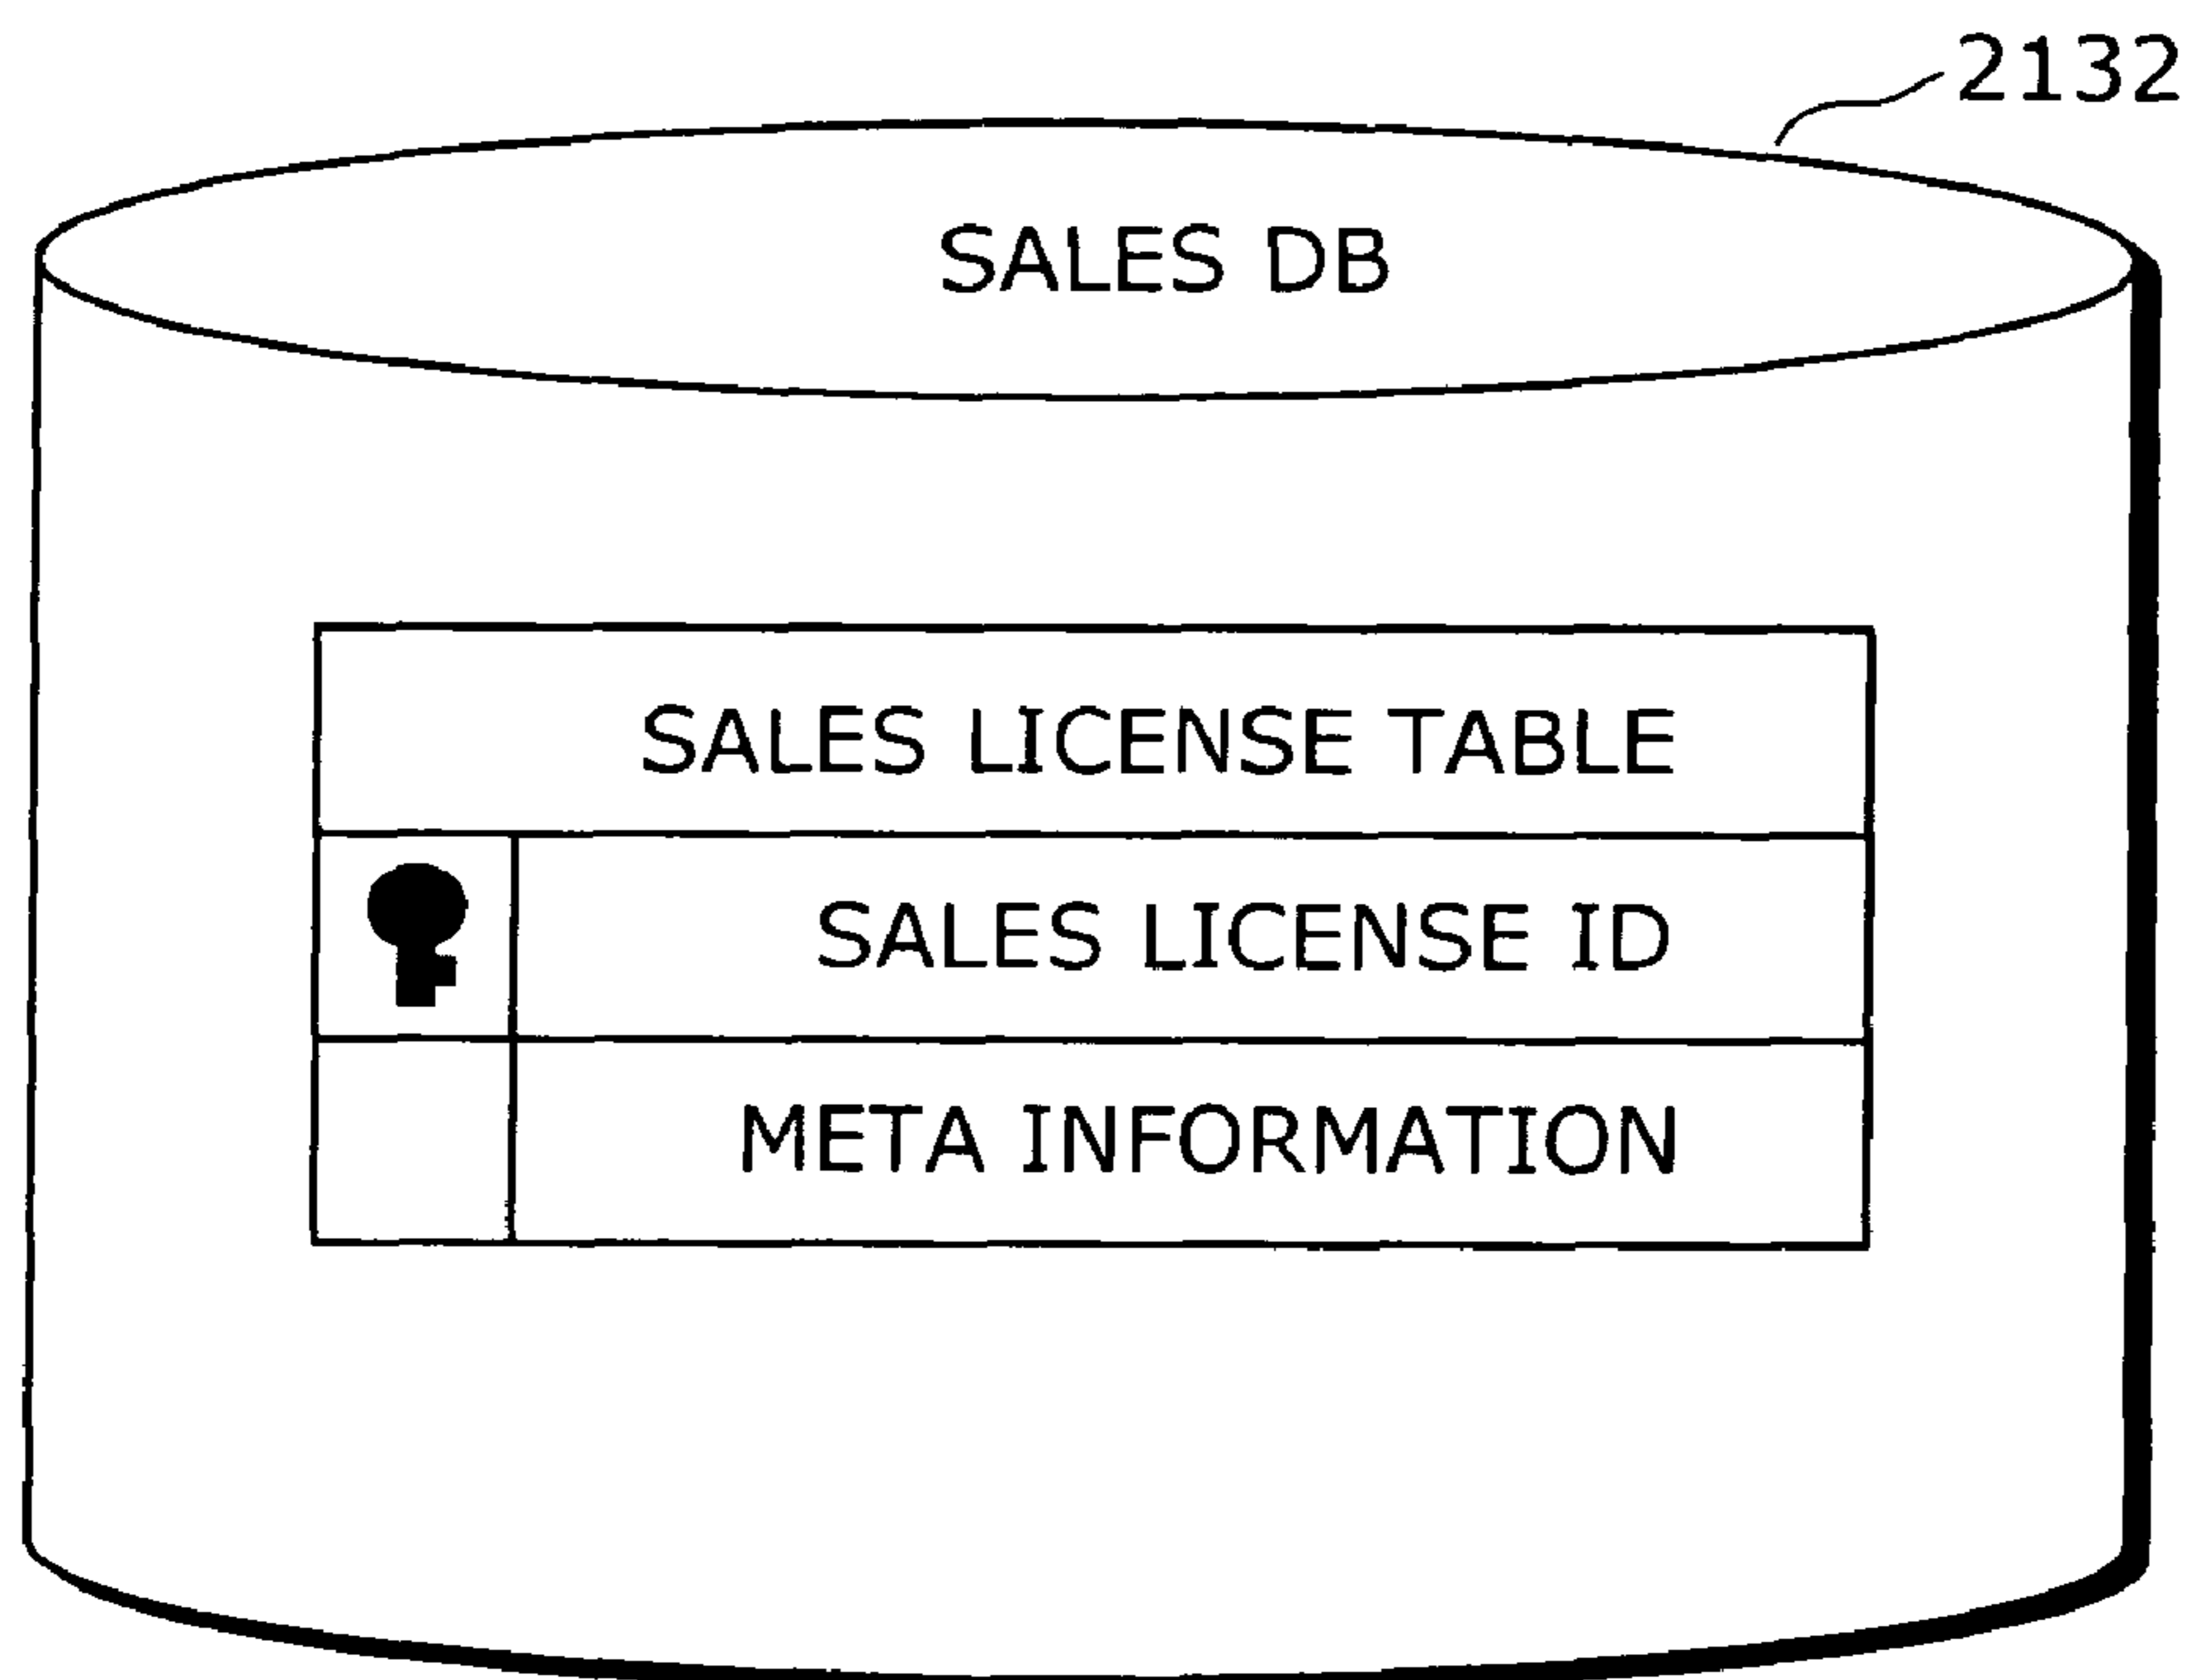 2132
SALES DB
SALES LICENSE TABLE
SALES LICENSE ID
META INFORMATION